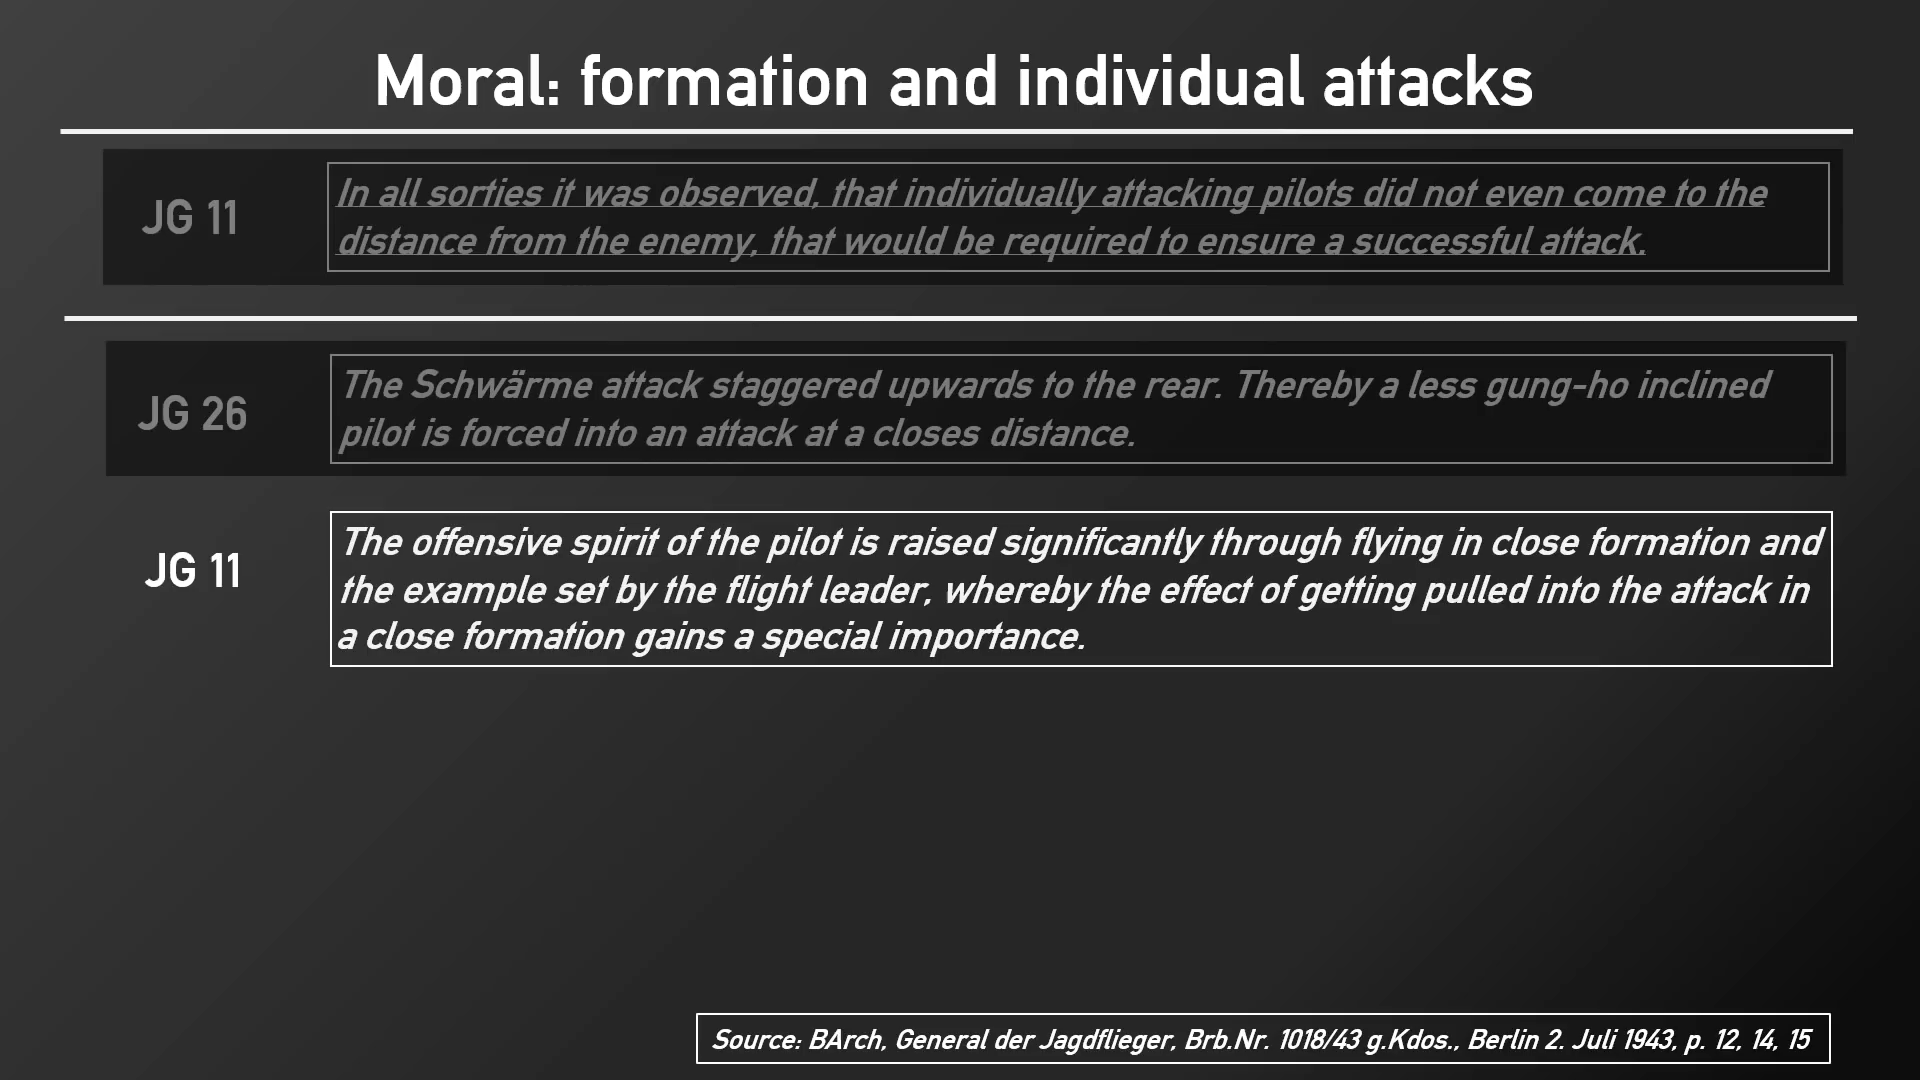 Moral: formation and individual attacks
JG 11
In all sorties it was observed, that individually attacking pilots did not even come to the
distance from the enemy, that would be required to ensure a successful attack.
JG 26
The Schwärme attack staggered upwards to the rear. Thereby a less gung-ho inclined
pilot is forced into an attack at a closes distance.
JG 11
The offensive spirit of the pilot is raised significantly through flying in close formation and
the example set by the flight leader, whereby the effect of getting pulled into the attack in
a close formation gains a special importance.
Source: BArch, General der Jagdflieger, Brb.Nr. 1018/43 g.Kdos., Berlin 2. Juli 1943, p. 12, 14, 15